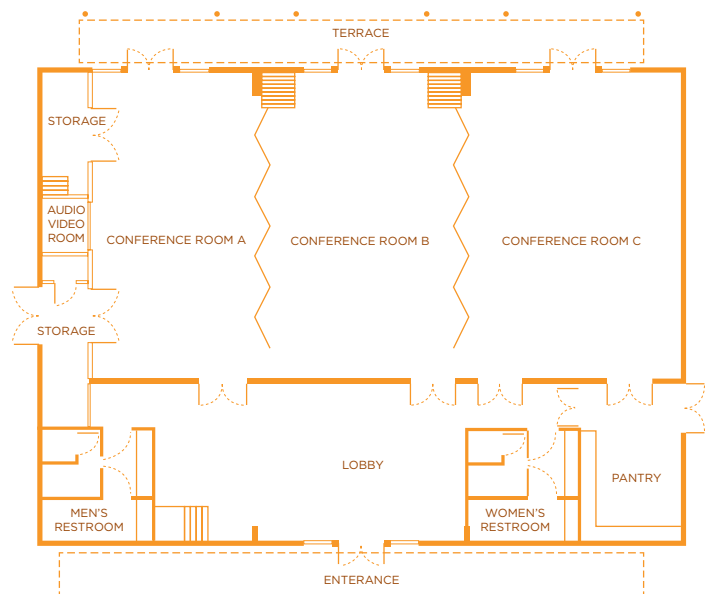 TERRACE
STORAGE
AUDIO
VIDEO
ROOM
CONFERENCE ROOM A
CONFERENCE ROOM B
CONFERENCE ROOM C
STORAGE
LOBBY
PANTRY
MEN'S
RESTROOM
WOMEN'S
RESTROOM
ENTERANCE